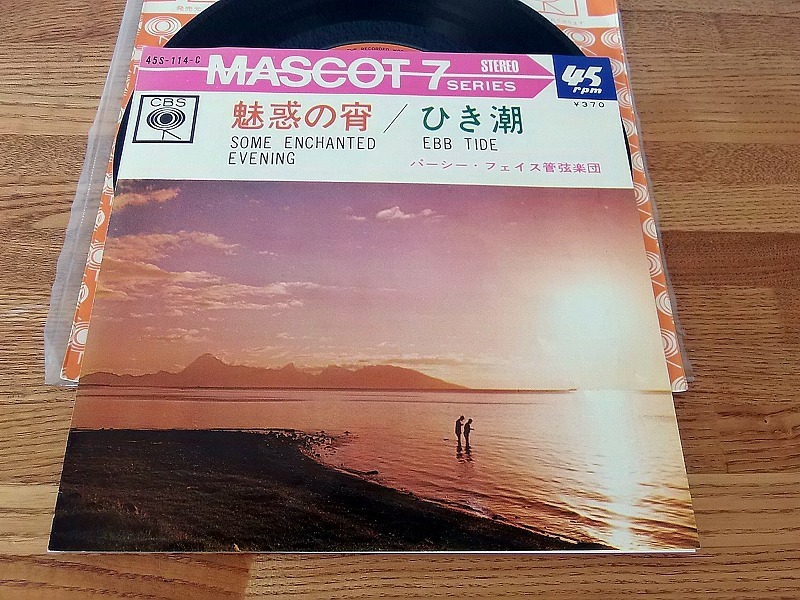 45S-114-C
MASCOT 7 SERIES
STEREO
45 rpm
¥370
CBS
魅惑の宵 / ひき潮
SOME ENCHANTED EVENING
EBB TIDE
パーシー・フェイス管弦楽団